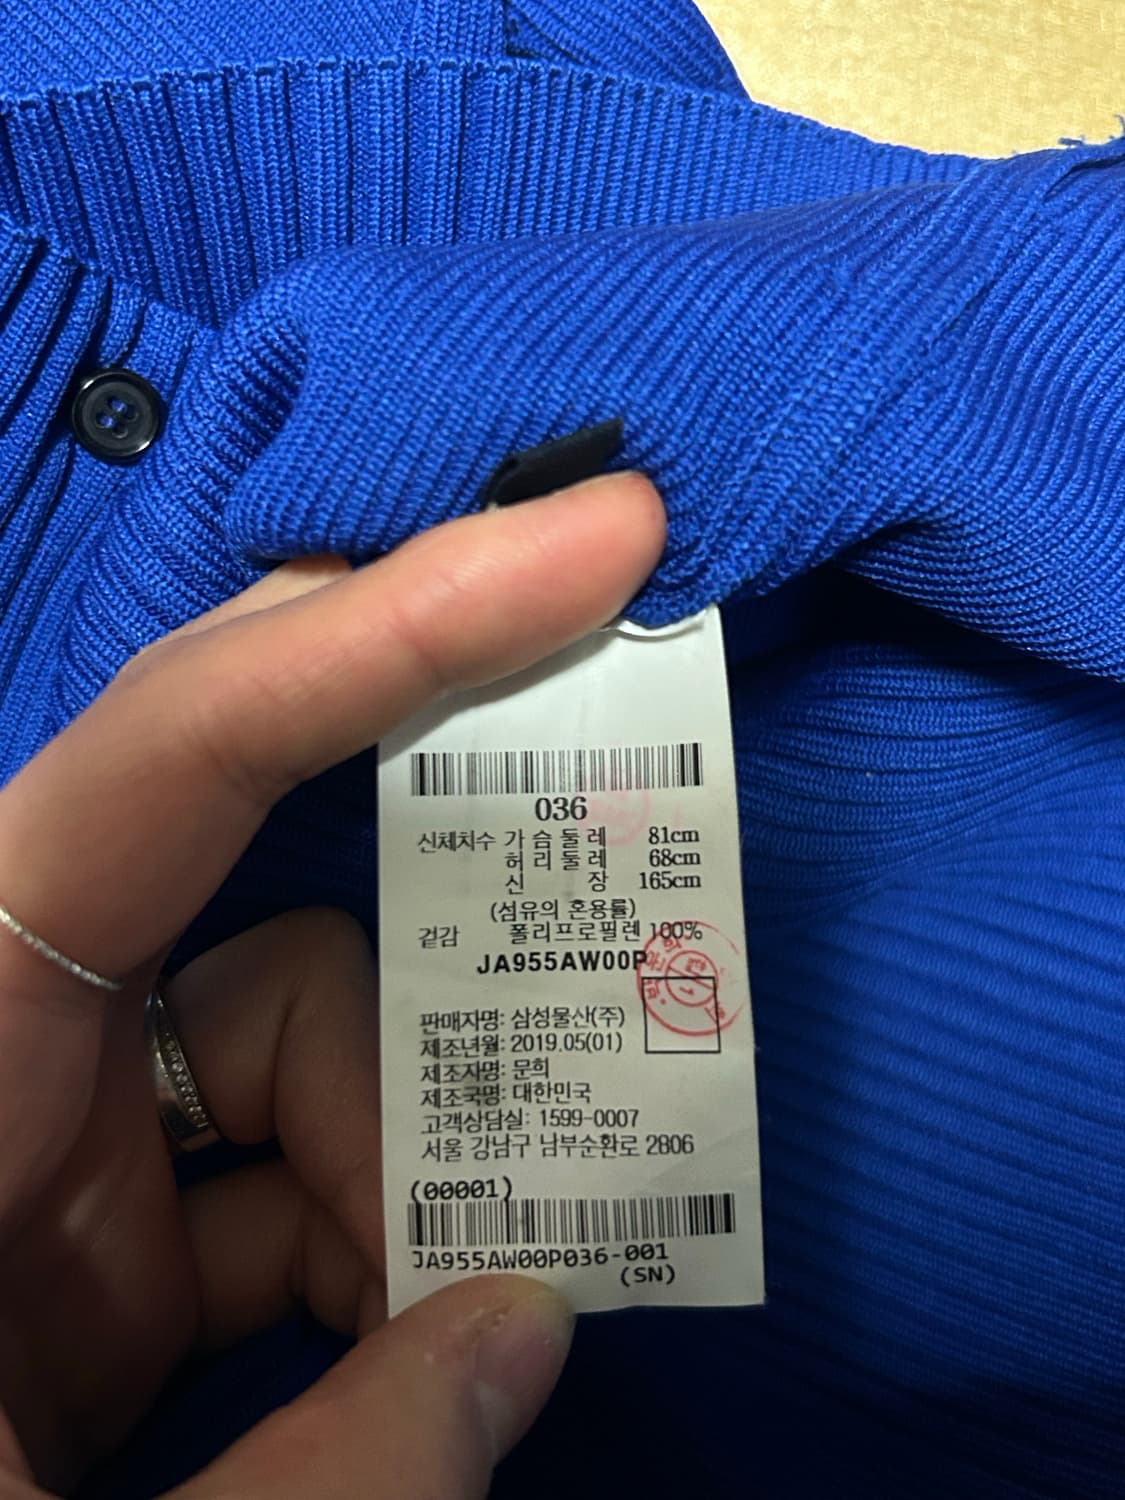 036
신체치수 가 슴 둘 레 81cm
허 리 둘 레 68cm
신 장 165cm
(섬유의 혼용률)
겉감 폴리프로필렌 100%
JA955AW00P
판매자명: 삼성물산(주)
제조년월: 2019.05(01)
제조자명: 문희
제조국명: 대한민국
고객상담실: 1599-0007
서울 강남구 남부순환로 2806
(00001)
JA955AW00P036-001
(SN)